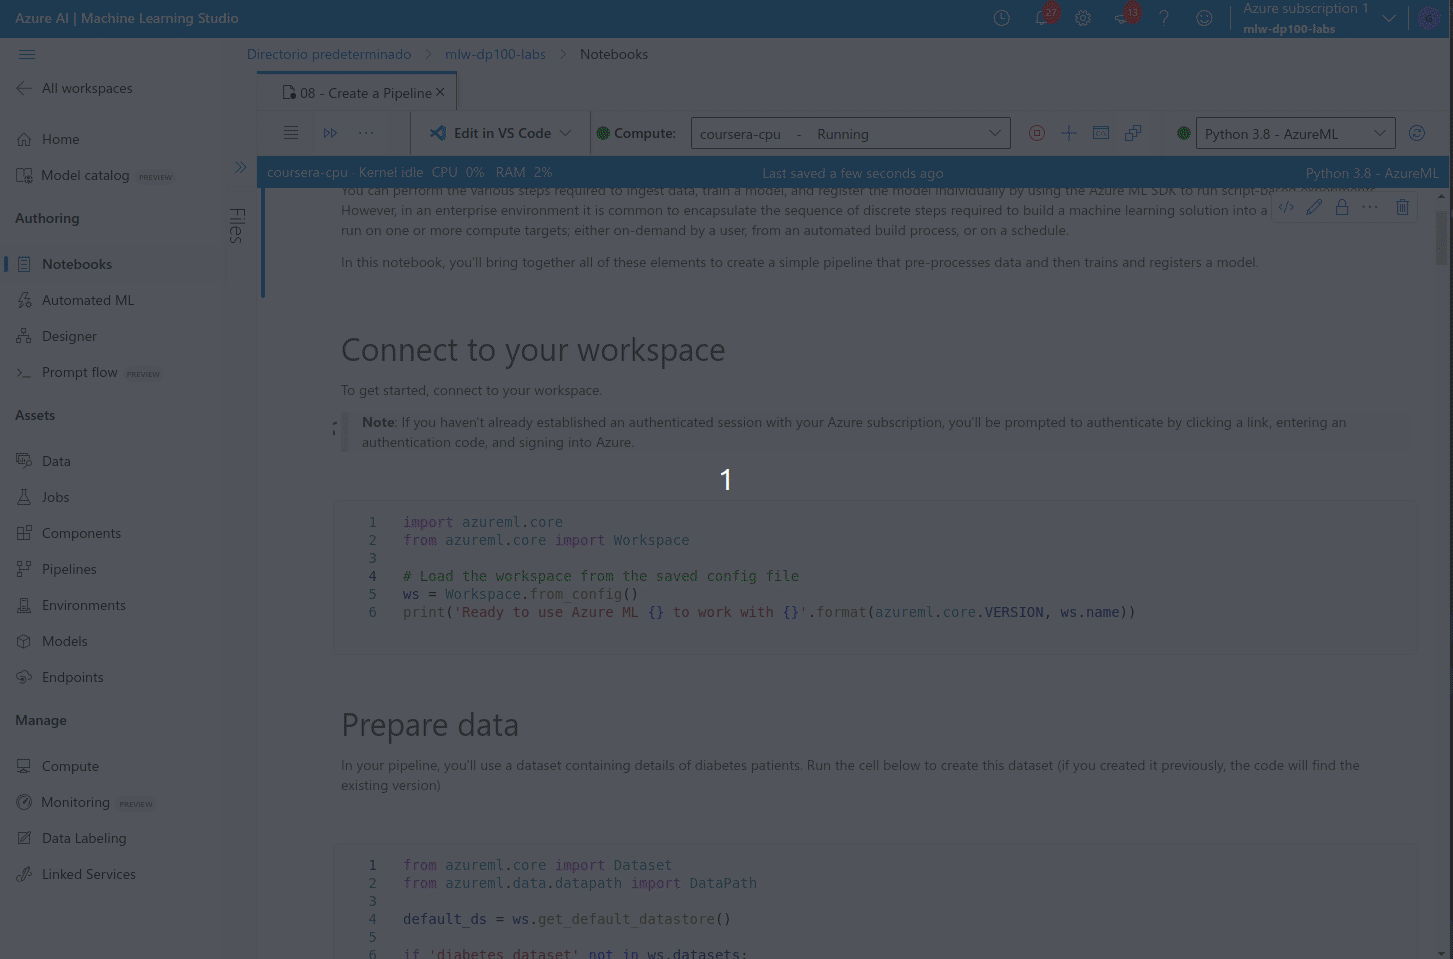 Azure AI | Machine Learning Studio
27
13
Azure subscription 1
mlw-dp100-labs
Directorio predeterminado > mlw-dp100-labs > Notebooks
All workspaces
Home
Model catalog PREVIEW
Authoring
Notebooks
Automated ML
Designer
Prompt flow PREVIEW
Assets
Data
Jobs
Components
Pipelines
Environments
Models
Endpoints
Manage
Compute
Monitoring PREVIEW
Data Labeling
Linked Services
Files
08 - Create a Pipeline
Edit in VS Code
Compute:
coursera-cpu - Running
Python 3.8 - AzureML
coursera-cpu · Kernel idle CPU 0% RAM 2%
Last saved a few seconds ago
Python 3.8 - AzureML
You can perform the various steps required to ingest data, train a model, and register the model individually by using the Azure ML SDK to run script-based experiments.
However, in an enterprise environment it is common to encapsulate the sequence of discrete steps required to build a machine learning solution into a
run on one or more compute targets; either on-demand by a user, from an automated build process, or on a schedule.
In this notebook, you'll bring together all of these elements to create a simple pipeline that pre-processes data and then trains and registers a model.
Connect to your workspace
To get started, connect to your workspace.
Note: If you haven't already established an authenticated session with your Azure subscription, you'll be prompted to authenticate by clicking a link, entering an
authentication code, and signing into Azure.
1
1 import azureml.core
2 from azureml.core import Workspace
3
4 # Load the workspace from the saved config file
5 ws = Workspace.from_config()
6 print('Ready to use Azure ML {} to work with {}'.format(azureml.core.VERSION, ws.name))
Prepare data
In your pipeline, you'll use a dataset containing details of diabetes patients. Run the cell below to create this dataset (if you created it previously, the code will find the
existing version)
1 from azureml.core import Dataset
2 from azureml.data.datapath import DataPath
3
4 default_ds = ws.get_default_datastore()
5
6 if 'diabetes dataset' not in ws.datasets: